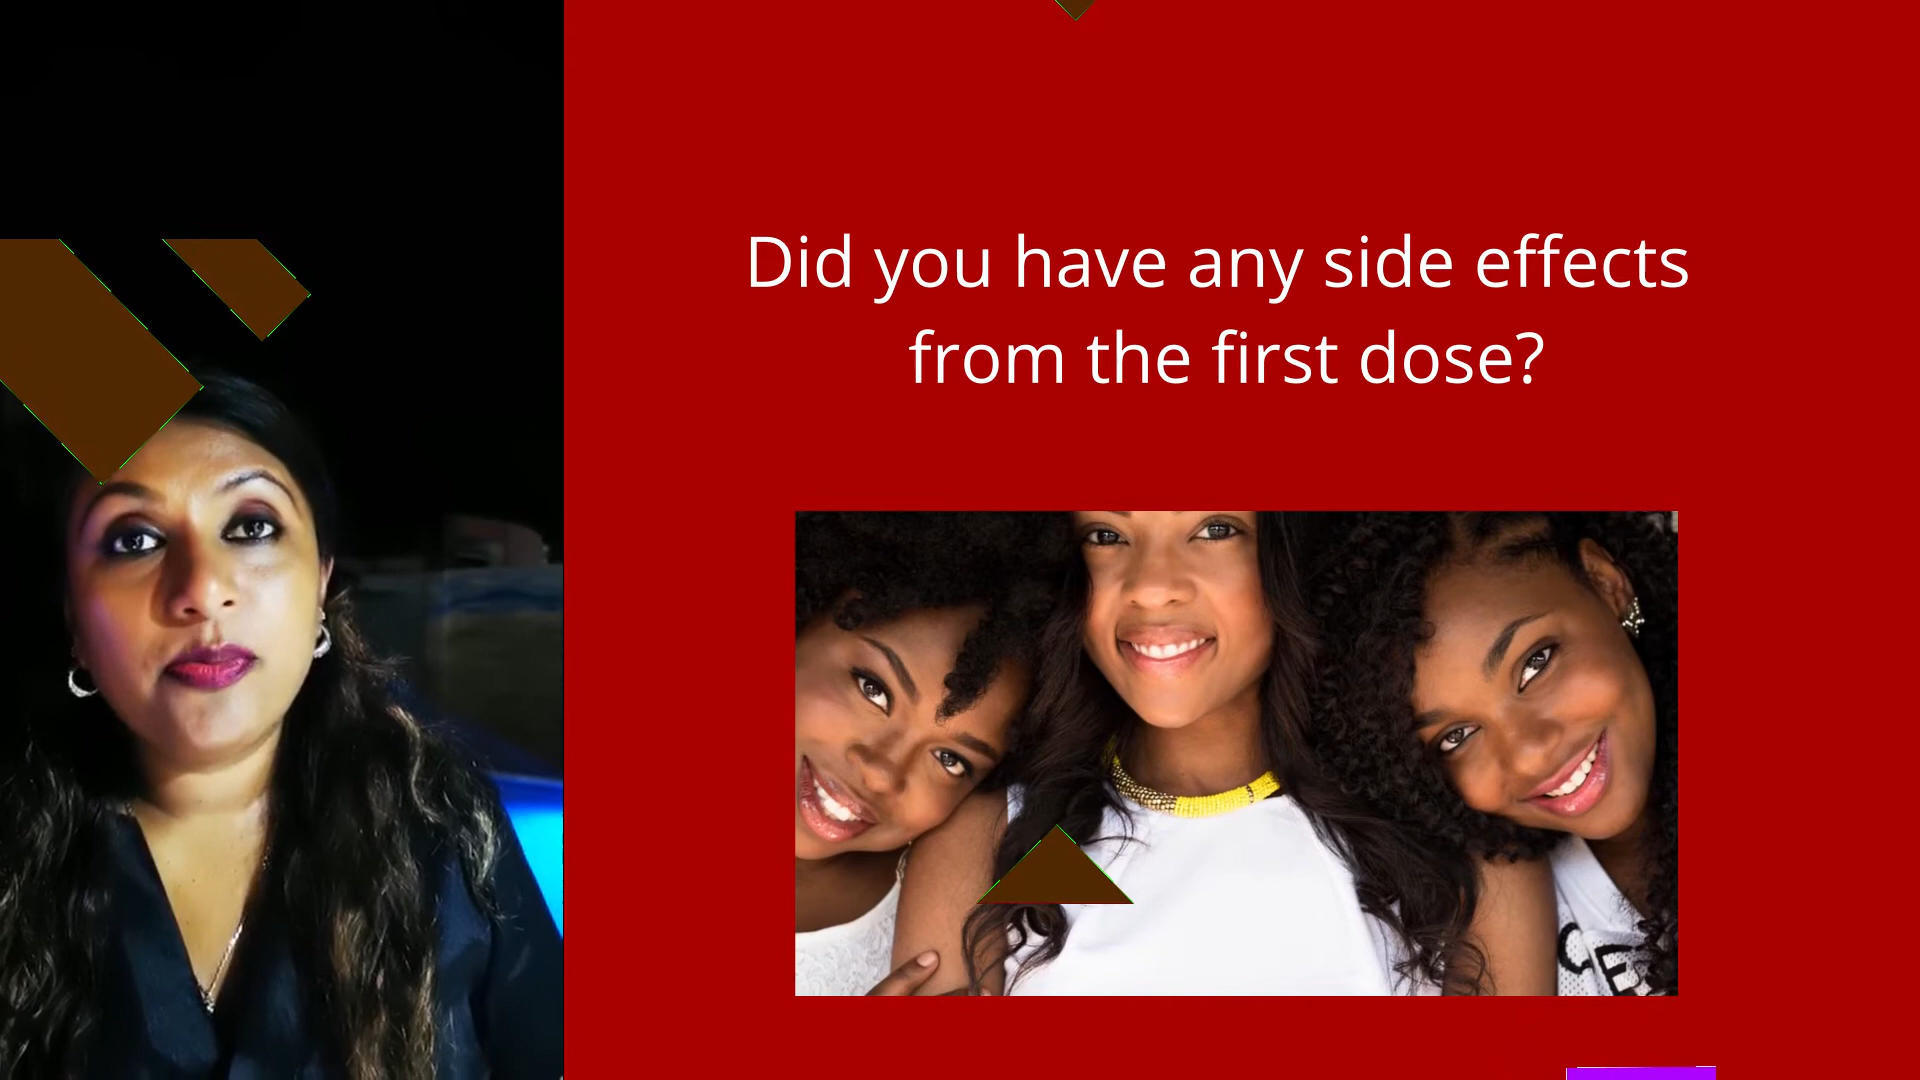 Did you have any side effects
from the first dose?